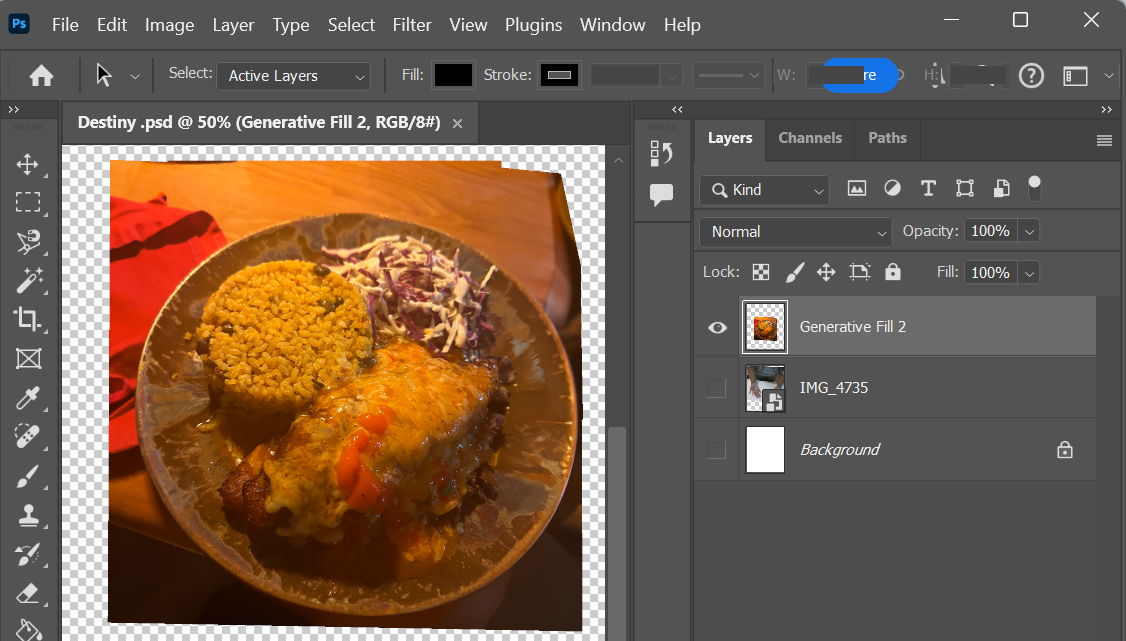 Ps File Edit Image Layer Type Select Filter View Plugins Window Help
Select: Active Layers Fill: Stroke: W: re H:
Destiny .psd @ 50% (Generative Fill 2, RGB/8#)
Layers Channels Paths
Kind
Normal Opacity: 100%
Lock: Fill: 100%
Generative Fill 2
IMG_4735
Background